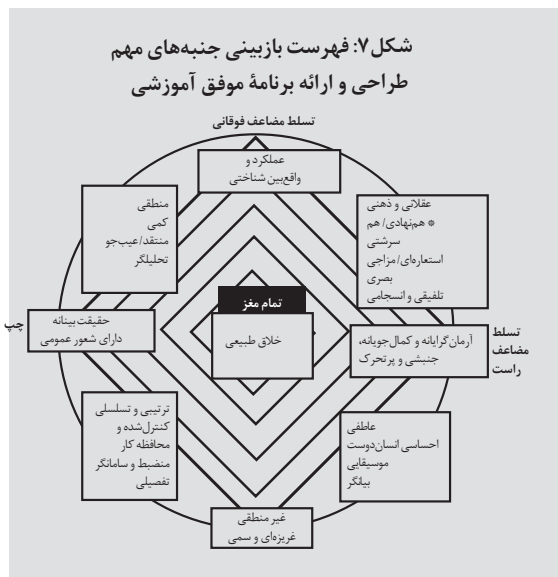 شکل۷: فهرست بازبینی جنبه‌های مهم
طراحی و ارائه برنامهٔ موفق آموزشی
تسلط مضاعف فوقانی
عملکرد و
واقع‌بین شناختی
عقلانی و ذهنی
* هم‌نهادی/ هم
سرشتی
استعاره‌ای/ مزاجی
بصری
تلفیقی و انسجامی
منطقی
کمی
منتقد/ عیب‌جو
تحلیلگر
تمام مغز
خلاق طبیعی
تسلط
مضاعف
راست
آرمان‌گرایانه و کمال‌جویانه،
جنبشی و پرتحرک
حقیقت بینانه
دارای شعور عمومی
چپ
عاطفی
احساسی انسان‌دوست
موسیقایی
بیانگر
ترتیبی و تسلسلی
کنترل‌شده و
محافظه کار
منضبط و سامانگر
تفصیلی
غیر منطقی
غریزه‌ای و سمی